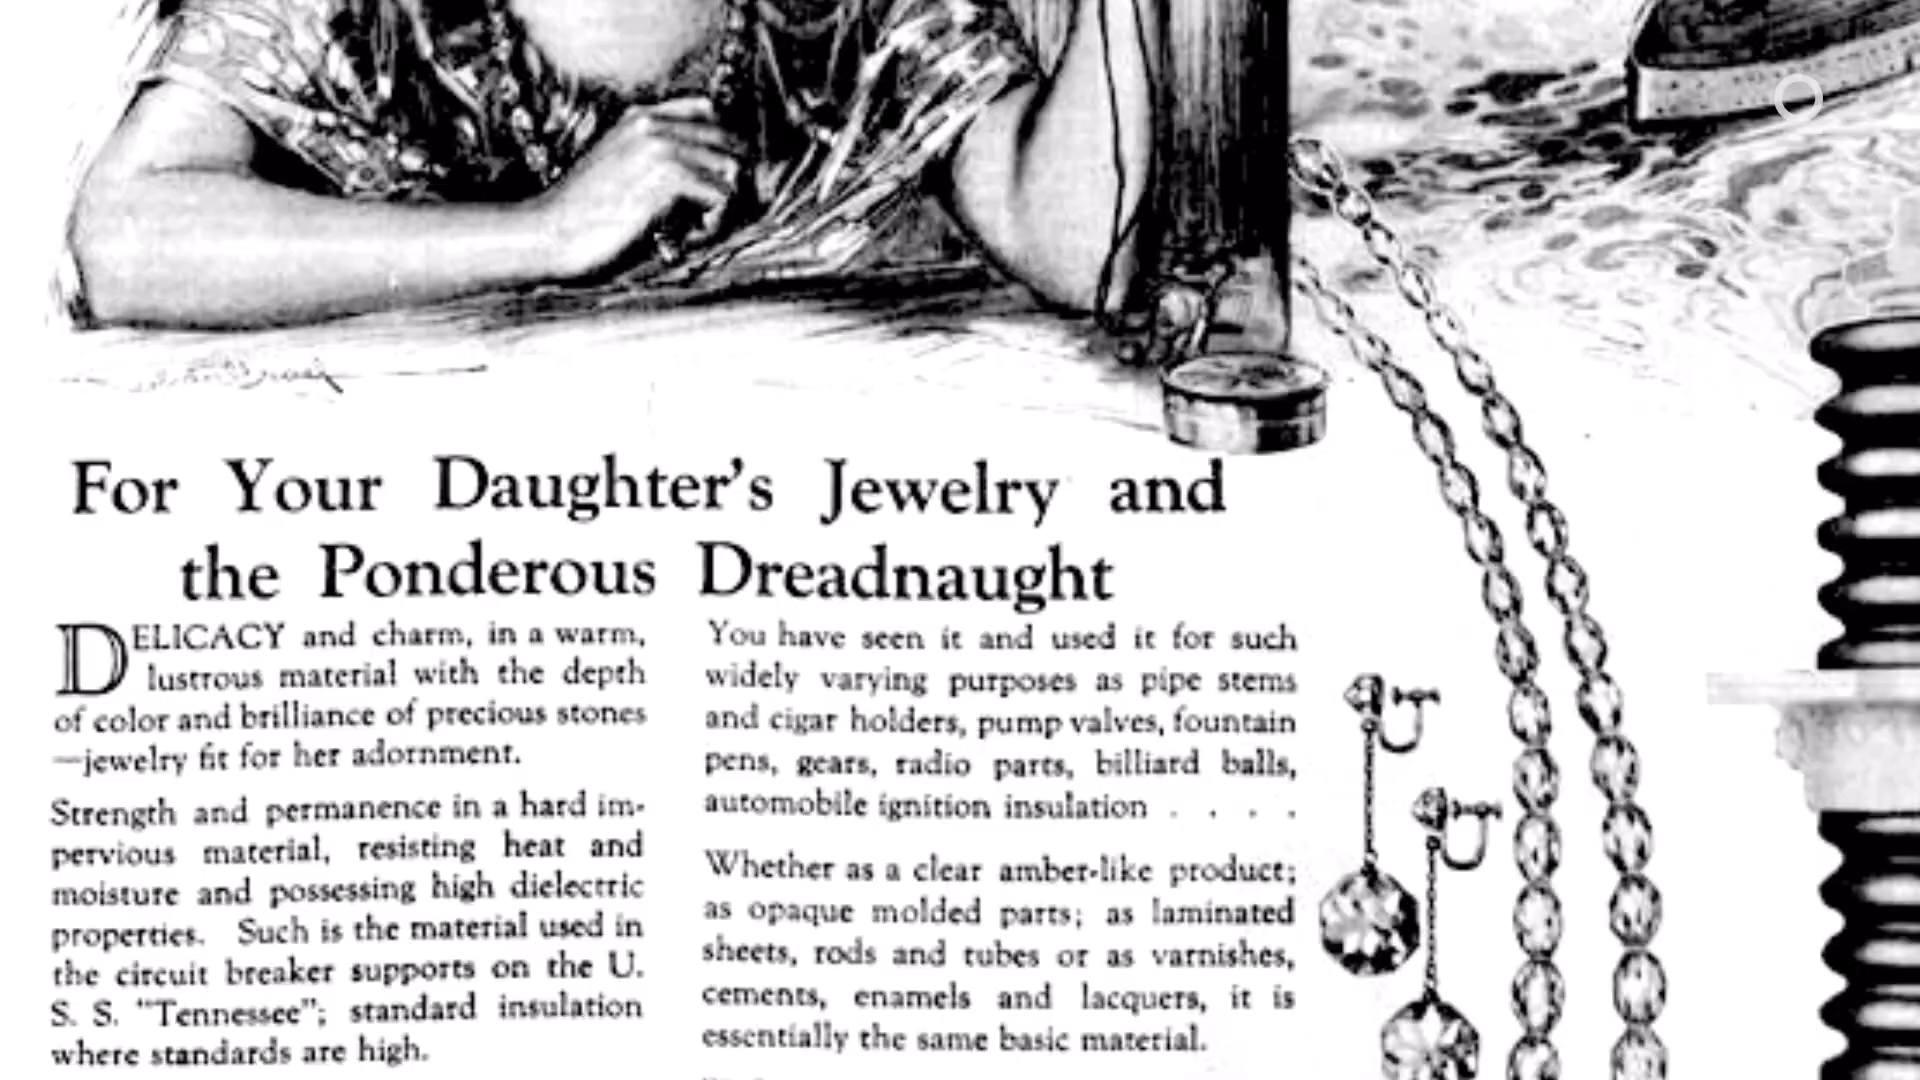 For Your Daughter's Jewelry and
the Ponderous Dreadnaught
DELICACY and charm, in a warm,
lustrous material with the depth
of color and brilliance of precious stones
—jewelry fit for her adornment.
Strength and permanence in a hard im-
pervious material, resisting heat and
moisture and possessing high dielectric
properties. Such is the material used in
the circuit breaker supports on the U.
S. S. "Tennessee"; standard insulation
where standards are high.
You have seen it and used it for such
widely varying purposes as pipe stems
and cigar holders, pump valves, fountain
pens, gears, radio parts, billiard balls,
automobile ignition insulation . . . .
Whether as a clear amber-like product;
as opaque molded parts; as laminated
sheets, rods and tubes or as varnishes,
cements, enamels and lacquers, it is
essentially the same basic material.